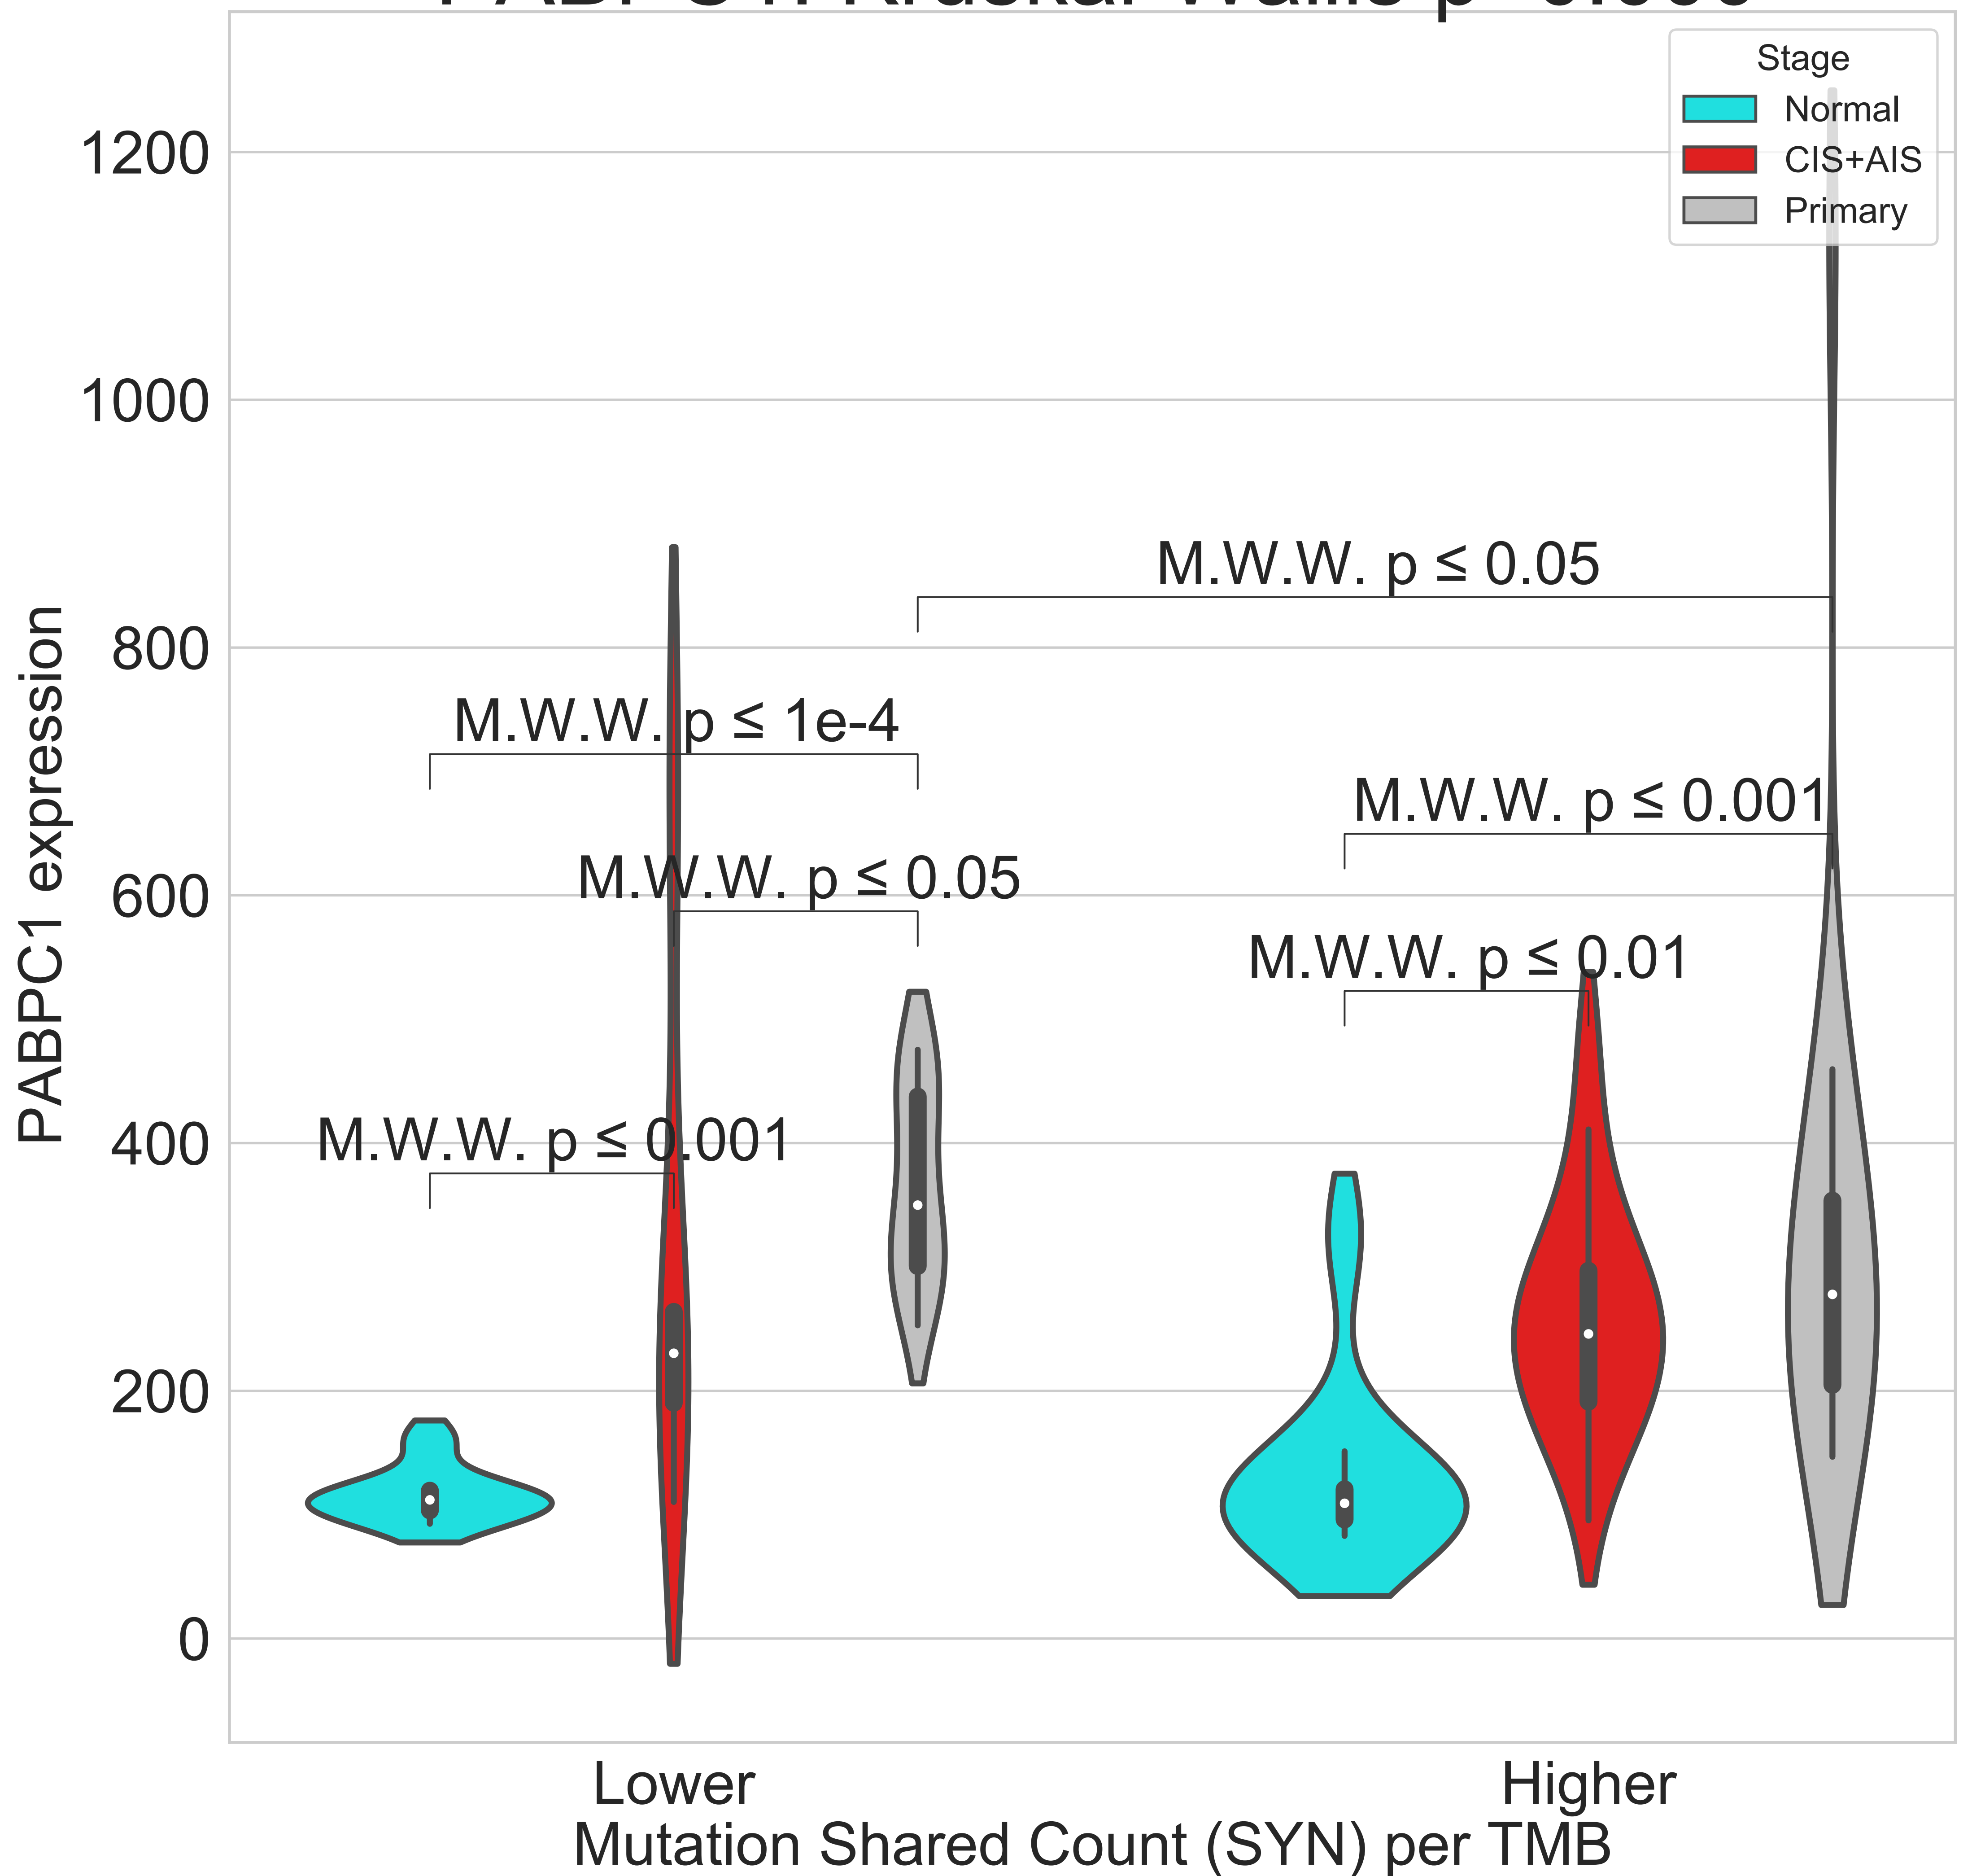 Stage
Normal
CIS+AIS
Primary
1200
1000
800
600
400
200
0
PABPC1 expression
M.W.W. p ≤ 0.05
M.W.W. p ≤ 1e-4
M.W.W. p ≤ 0.001
M.W.W. p ≤ 0.05
M.W.W. p ≤ 0.01
M.W.W. p ≤ 0.001
Lower
Higher
Mutation Shared Count (SYN) per TMB